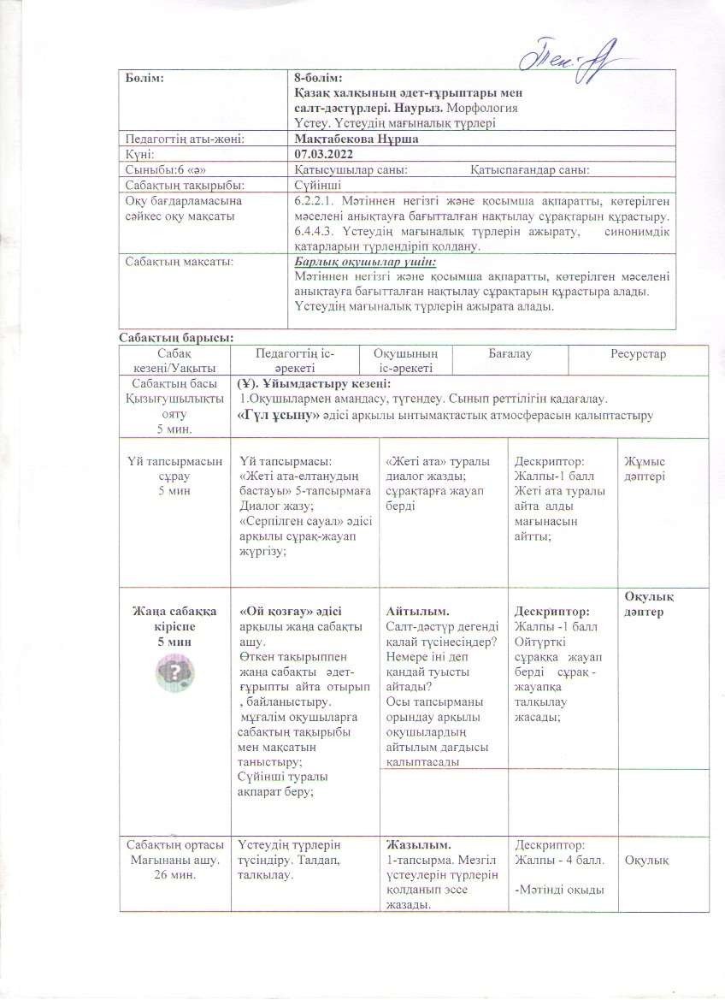 Бөлім:
8-бөлім:
Қазақ халқының әдет-ғұрыптары мен
салт-дәстүрлері. Наурыз. Морфология
Үстеу. Үстеудің мағыналық түрлері
Педагогтің аты-жөні:
Мақтабекова Нұрша
Күні:
07.03.2022
Сыныбы:6 «ә»
Қатысушылар саны: Қатыспағандар саны:
Сабақтың тақырыбы:
Сүйінші
Оқу бағдарламасына
сәйкес оқу мақсаты
6.2.2.1. Мәтіннен негізгі және қосымша ақпаратты, көтерілген
мәселені анықтауға бағытталған нақтылау сұрақтарын құрастыру.
6.4.4.3. Үстеудің мағыналық түрлерін ажырату, синонимдік
қатарларын түрлендіріп қолдану.
Сабақтың мақсаты:
Барлық оқушылар үшін:
Мәтіннен негізгі және қосымша ақпаратты, көтерілген мәселені
анықтауға бағытталған нақтылау сұрақтарын құрастыра алады.
Үстеудің мағыналық түрлерін ажырата алады.
Сабақтың барысы:
Сабақ
кезеңі/Уақыты
Педагогтің іс-
әрекеті
Оқушының
іс-әрекеті
Бағалау
Ресурстар
Сабақтың басы
Қызығушылықты
ояту
5 мин.
(Ұ). Ұйымдастыру кезеңі:
1.Оқушылармен амандасу, түгендеу. Сынып реттілігін қадағалау.
«Гүл ұсыну» әдісі арқылы ынтымақтастық атмосферасын қалыптастыру
Үй тапсырмасын
сұрау
5 мин
Үй тапсырмасы:
«Жеті ата-елтанудың
бастауы» 5-тапсырмаға
Диалог жазу;
«Серпілген сауал» әдісі
арқылы сұрақ-жауап
жүргізу;
«Жеті ата» туралы
диалог жазды;
сұрақтарға жауап
берді
Дескриптор:
Жалпы-1 балл
Жеті ата туралы
айта алды
мағынасын
айтты;
Жұмыс
дәптері
Жаңа сабаққа
кіріспе
5 мин
?
«Ой қозғау» әдісі
арқылы жаңа сабақты
ашу.
Өткен тақырыппен
жаңа сабақты әдет-
ғұрыпты айта отырып
, байланыстыру.
мұғалім оқушыларға
сабақтың тақырыбы
мен мақсатын
таныстыру;
Сүйінші туралы
ақпарат беру;
Айтылым.
Салт-дәстүр дегенді
қалай түсінесіңдер?
Немере іні деп
қандай туысты
айтады?
Осы тапсырманы
орындау арқылы
оқушылардың
айтылым дағдысы
қалыптасады
Дескриптор:
Жалпы -1 балл
Ойтүрткі
сұраққа жауап
берді сұрақ -
жауапқа
талқылау
жасады;
Оқулық
дәптер
Сабақтың ортасы
Мағынаны ашу.
26 мин.
Үстеудің түрлерін
түсіндіру. Талдап,
талқылау.
Жазылым.
1-тапсырма. Мезгіл
үстеулерін түрлерін
қолданып эссе
жазады.
Дескриптор:
Жалпы - 4 балл.
-Мәтінді оқыды
Оқулық